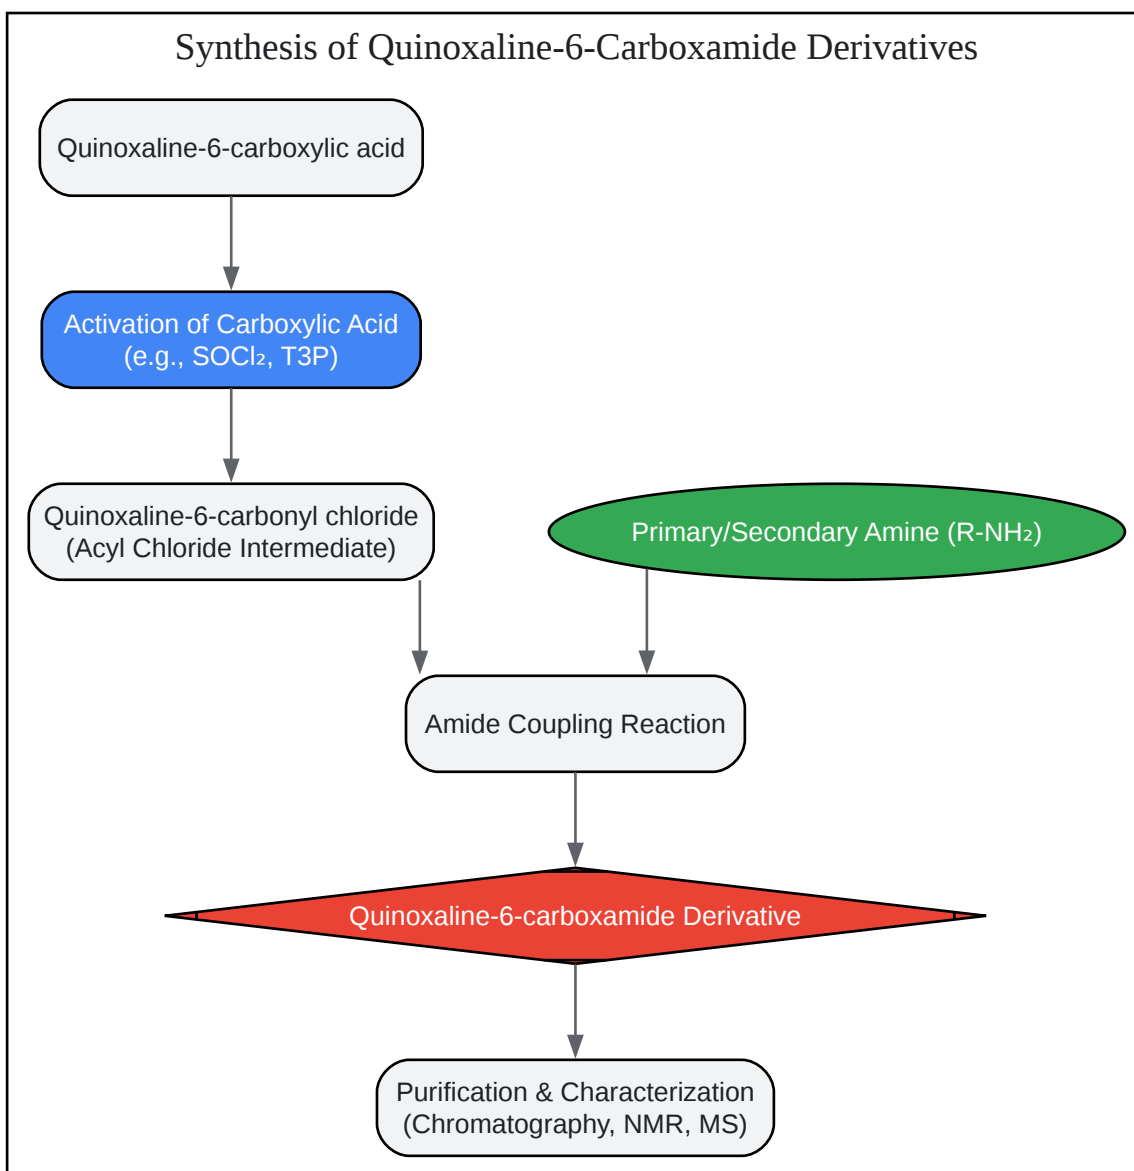 Synthesis of Quinoxaline-6-Carboxamide Derivatives
Quinoxaline-6-carboxylic acid
Activation of Carboxylic Acid
(e.g., SOCl₂, T3P)
Quinoxaline-6-carbonyl chloride
(Acyl Chloride Intermediate)
Primary/Secondary Amine (R-NH₂)
Amide Coupling Reaction
Quinoxaline-6-carboxamide Derivative
Purification & Characterization
(Chromatography, NMR, MS)